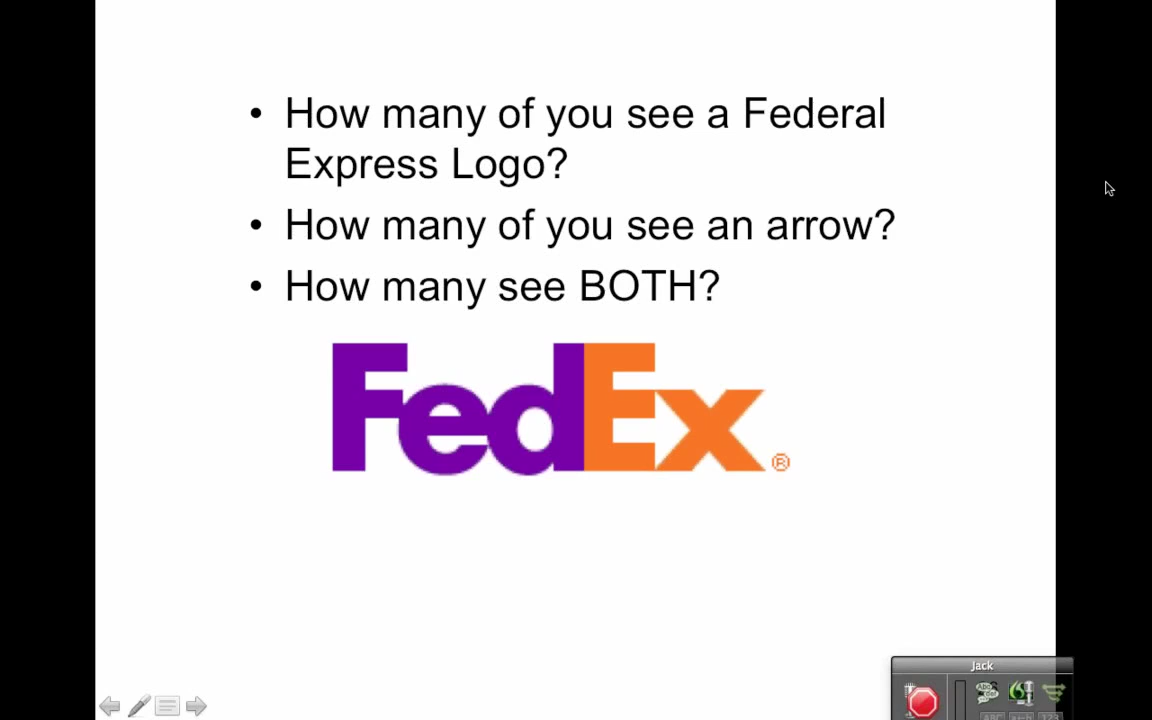 • How many of you see a Federal
Express Logo?
• How many of you see an arrow?
• How many see BOTH?
FedEx®
Jack